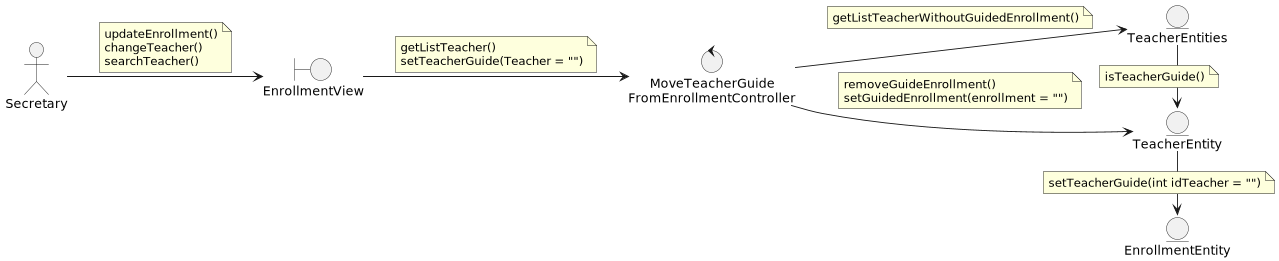 updateEnrollment()
changeTeacher()
searchTeacher()
Secretary
getListTeacher()
setTeacherGuide(Teacher = "")
EnrollmentView
MoveTeacherGuide
FromEnrollmentController
getListTeacherWithoutGuidedEnrollment()
TeacherEntities
removeGuideEnrollment()
setGuidedEnrollment(enrollment = "")
isTeacherGuide()
TeacherEntity
setTeacherGuide(int idTeacher = "")
EnrollmentEntity